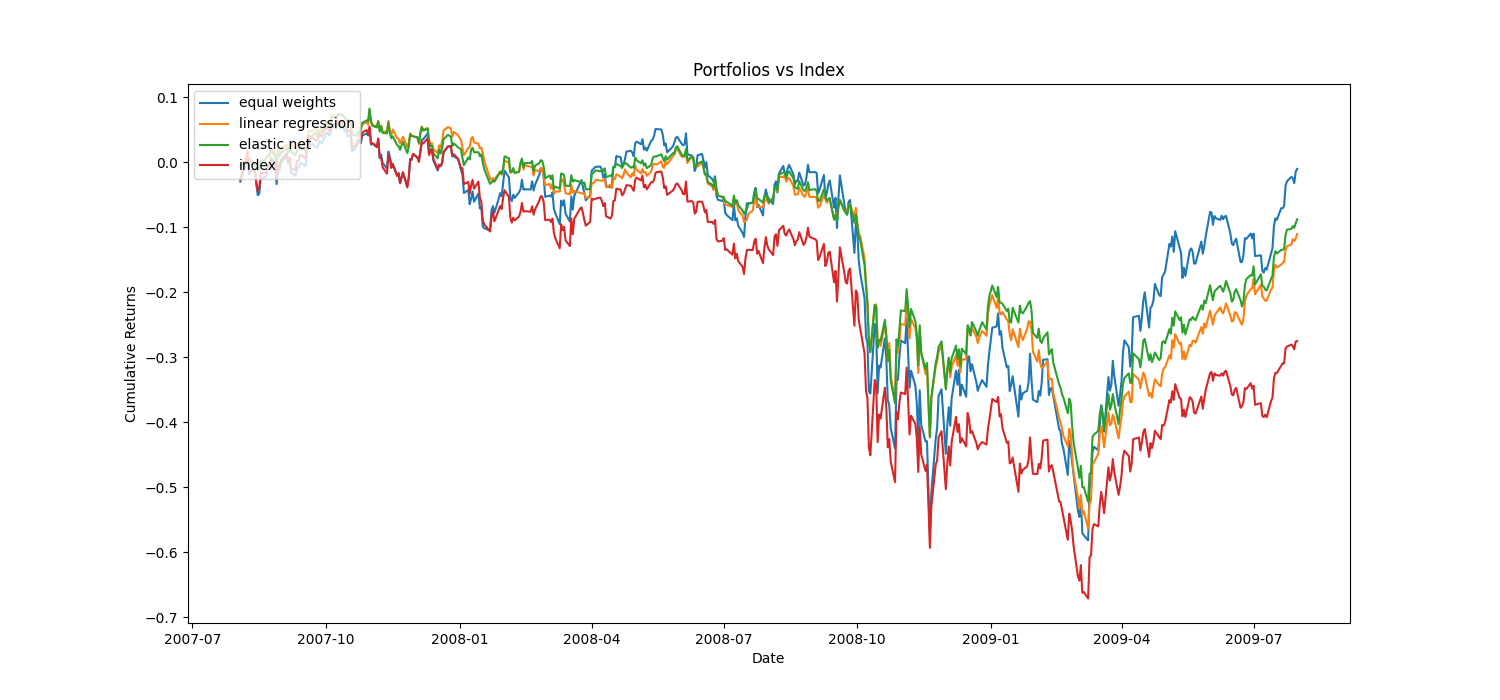 Portfolios vs Index
equal weights
linear regression
elastic net
index
Cumulative Returns
0.1
0.0
−0.1
−0.2
−0.3
−0.4
−0.5
−0.6
−0.7
2007-07 2007-10 2008-01 2008-04 2008-07 2008-10 2009-01 2009-04 2009-07
Date